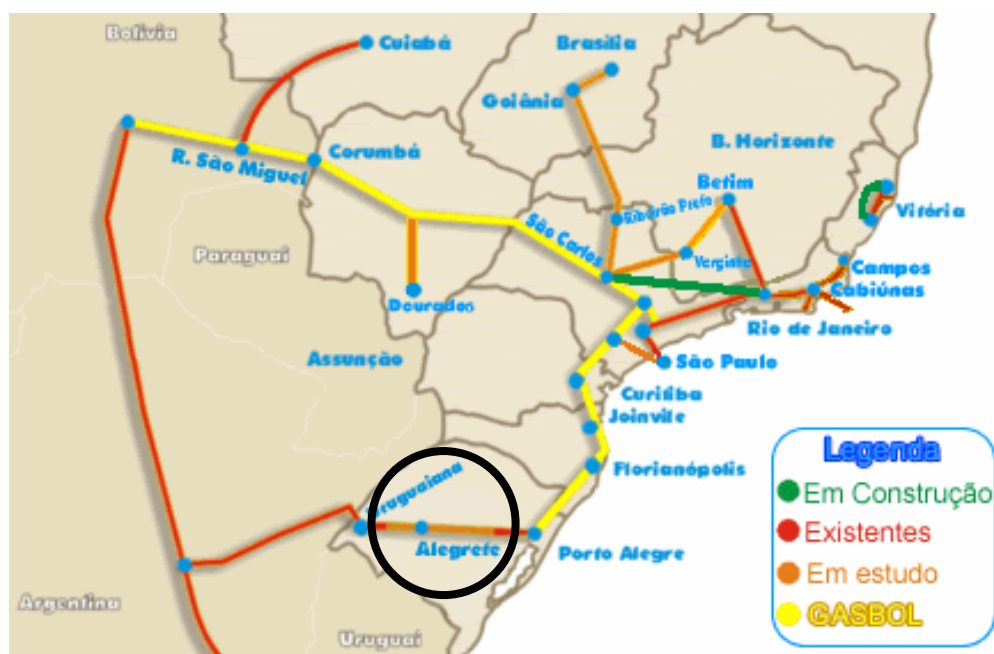 Bolívia
Cuiabá
Brasília
Goiânia
B. Horizonte
R. São Miguel
Corumbá
Betim
Ribeirão Preto
Vitória
São Carlos
Varginha
Paraguai
Campos
Cabiúnas
Dourados
Rio de Janeiro
Assunção
São Paulo
Curitiba
Joinvile
Legenda
Florianópolis
Em Construção
Uruguaiana
Existentes
Alegrete
Porto Alegre
Em estudo
Argentina
GASBOL
Uruguai